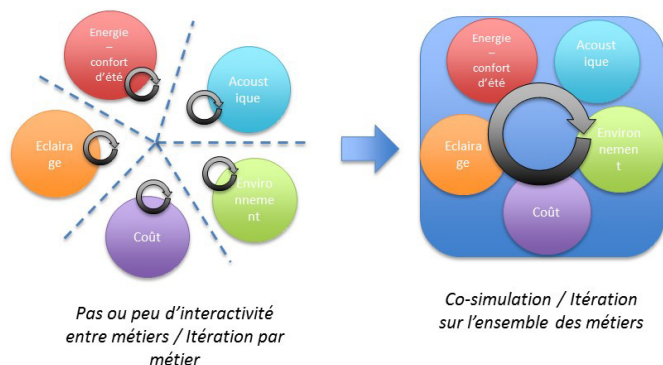 Energie
–
confort
d'été
Acoust
ique
Eclaira
ge
Enviro
nneme
nt
Coût
Energie
–
confort
d'été
Acoust
ique
Eclaira
ge
Environ
nemen
t
Coût
Pas ou peu d'interactivité
entre métiers / Itération par
métier
Co-simulation / Itération
sur l'ensemble des métiers